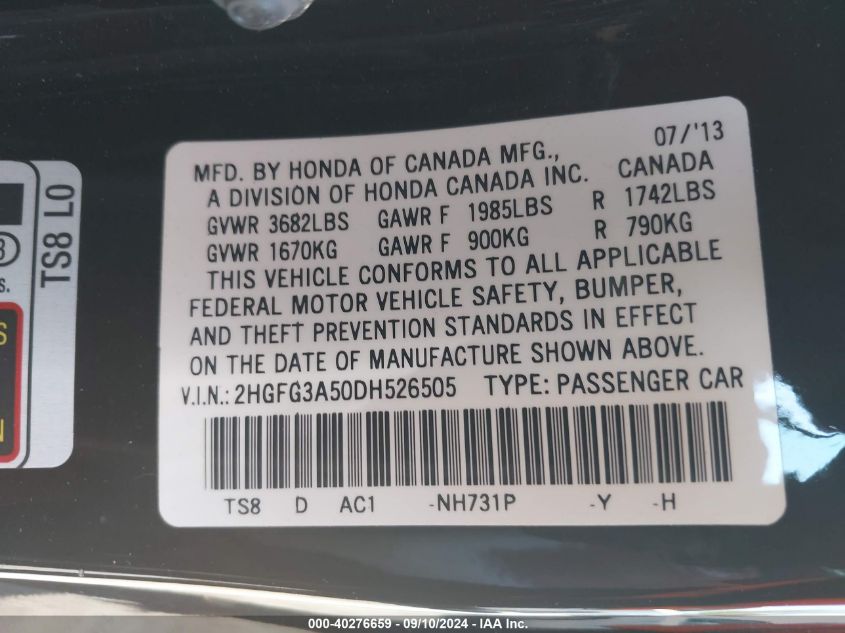 07/'13
MFD. BY HONDA OF CANADA MFG.,
A DIVISION OF HONDA CANADA INC. CANADA
GVWR 3682LBS GAWR F 1985LBS R 1742LBS
GVWR 1670KG GAWR F 900KG R 790KG
THIS VEHICLE CONFORMS TO ALL APPLICABLE
FEDERAL MOTOR VEHICLE SAFETY, BUMPER,
AND THEFT PREVENTION STANDARDS IN EFFECT
ON THE DATE OF MANUFACTURE SHOWN ABOVE.
V.I.N.: 2HGFG3A50DH526505 TYPE: PASSENGER CAR
TS8 D AC1 -NH731P -Y -H
TS8 L0
000-40276659 - 09/10/2024 - IAA Inc.